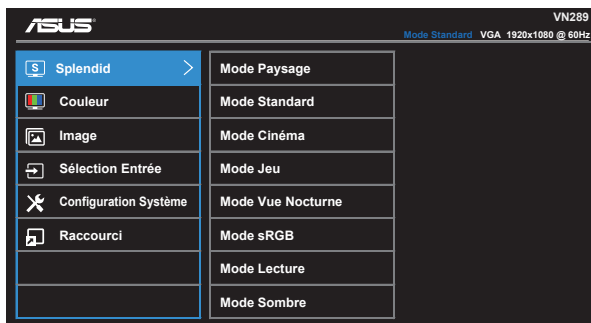 ASUS
VN289
Mode Standard VGA 1920x1080 @ 60Hz
S Splendid
Couleur
Image
Sélection Entrée
Configuration Système
Raccourci
Mode Paysage
Mode Standard
Mode Cinéma
Mode Jeu
Mode Vue Nocturne
Mode sRGB
Mode Lecture
Mode Sombre